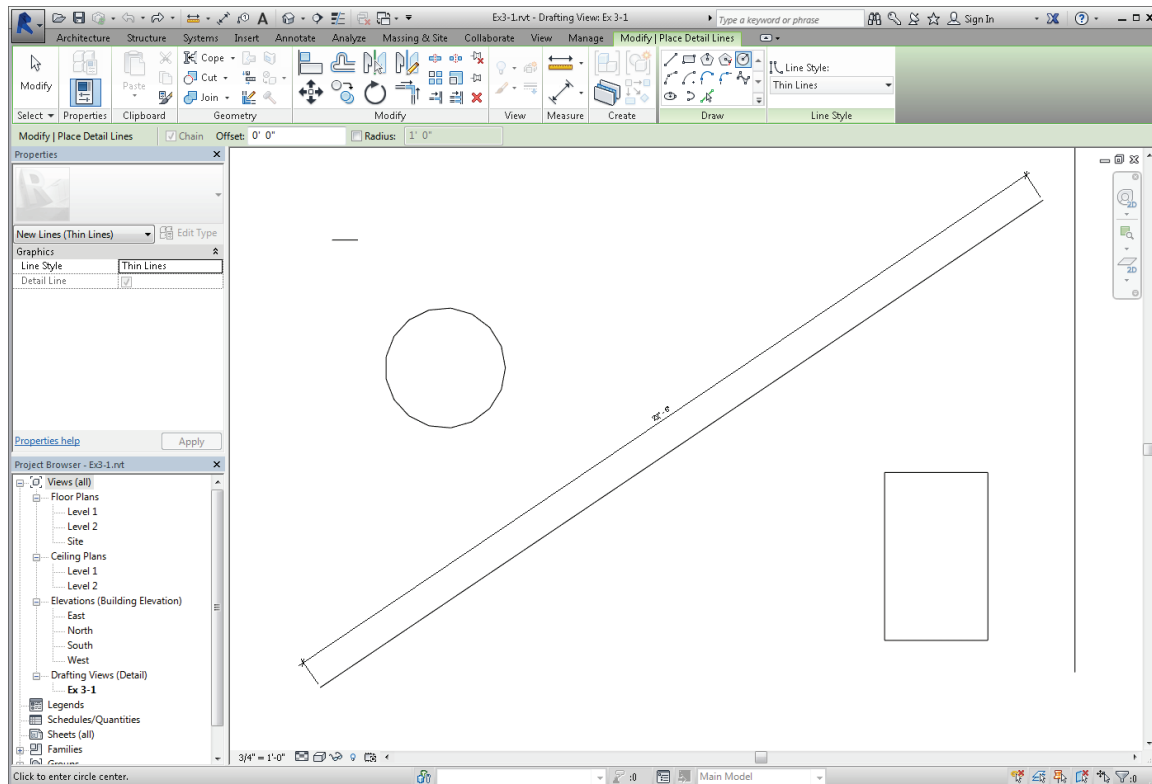 Ex3-1.rvt - Drafting View: Ex 3-1
Type a keyword or phrase
Sign In
Architecture Structure Systems Insert Annotate Analyze Massing & Site Collaborate View Manage Modify | Place Detail Lines
Modify
Paste
Cope
Cut
Join
Line Style:
Thin Lines
Select Properties Clipboard Geometry Modify View Measure Create Draw Line Style
Modify | Place Detail Lines Chain Offset: 0' 0" Radius: 1' 0"
Properties
New Lines (Thin Lines) Edit Type
Graphics
Line Style Thin Lines
Detail Line
Properties help Apply
Project Browser - Ex3-1.rvt
Views (all)
Floor Plans
Level 1
Level 2
Site
Ceiling Plans
Level 1
Level 2
Elevations (Building Elevation)
East
North
South
West
Drafting Views (Detail)
Ex 3-1
Legends
Schedules/Quantities
Sheets (all)
Families
Groups
2D
2D
3/4" = 1'-0"
Click to enter circle center.
:0
Main Model
:0